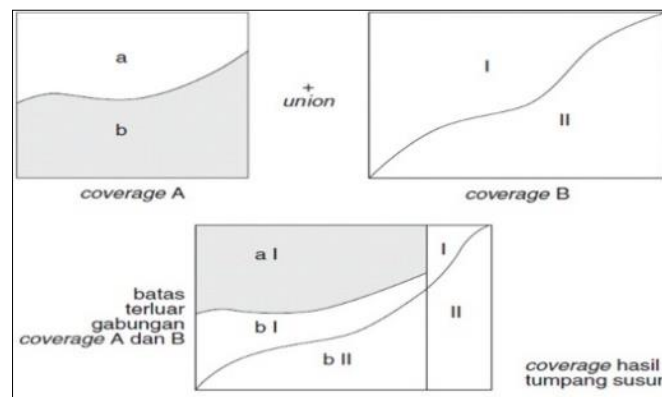 a
b
coverage A
+
union
I
II
coverage B
a I
b I
b II
I
II
batas
terluar
gabungan
coverage A dan B
coverage hasil
tumpang susun